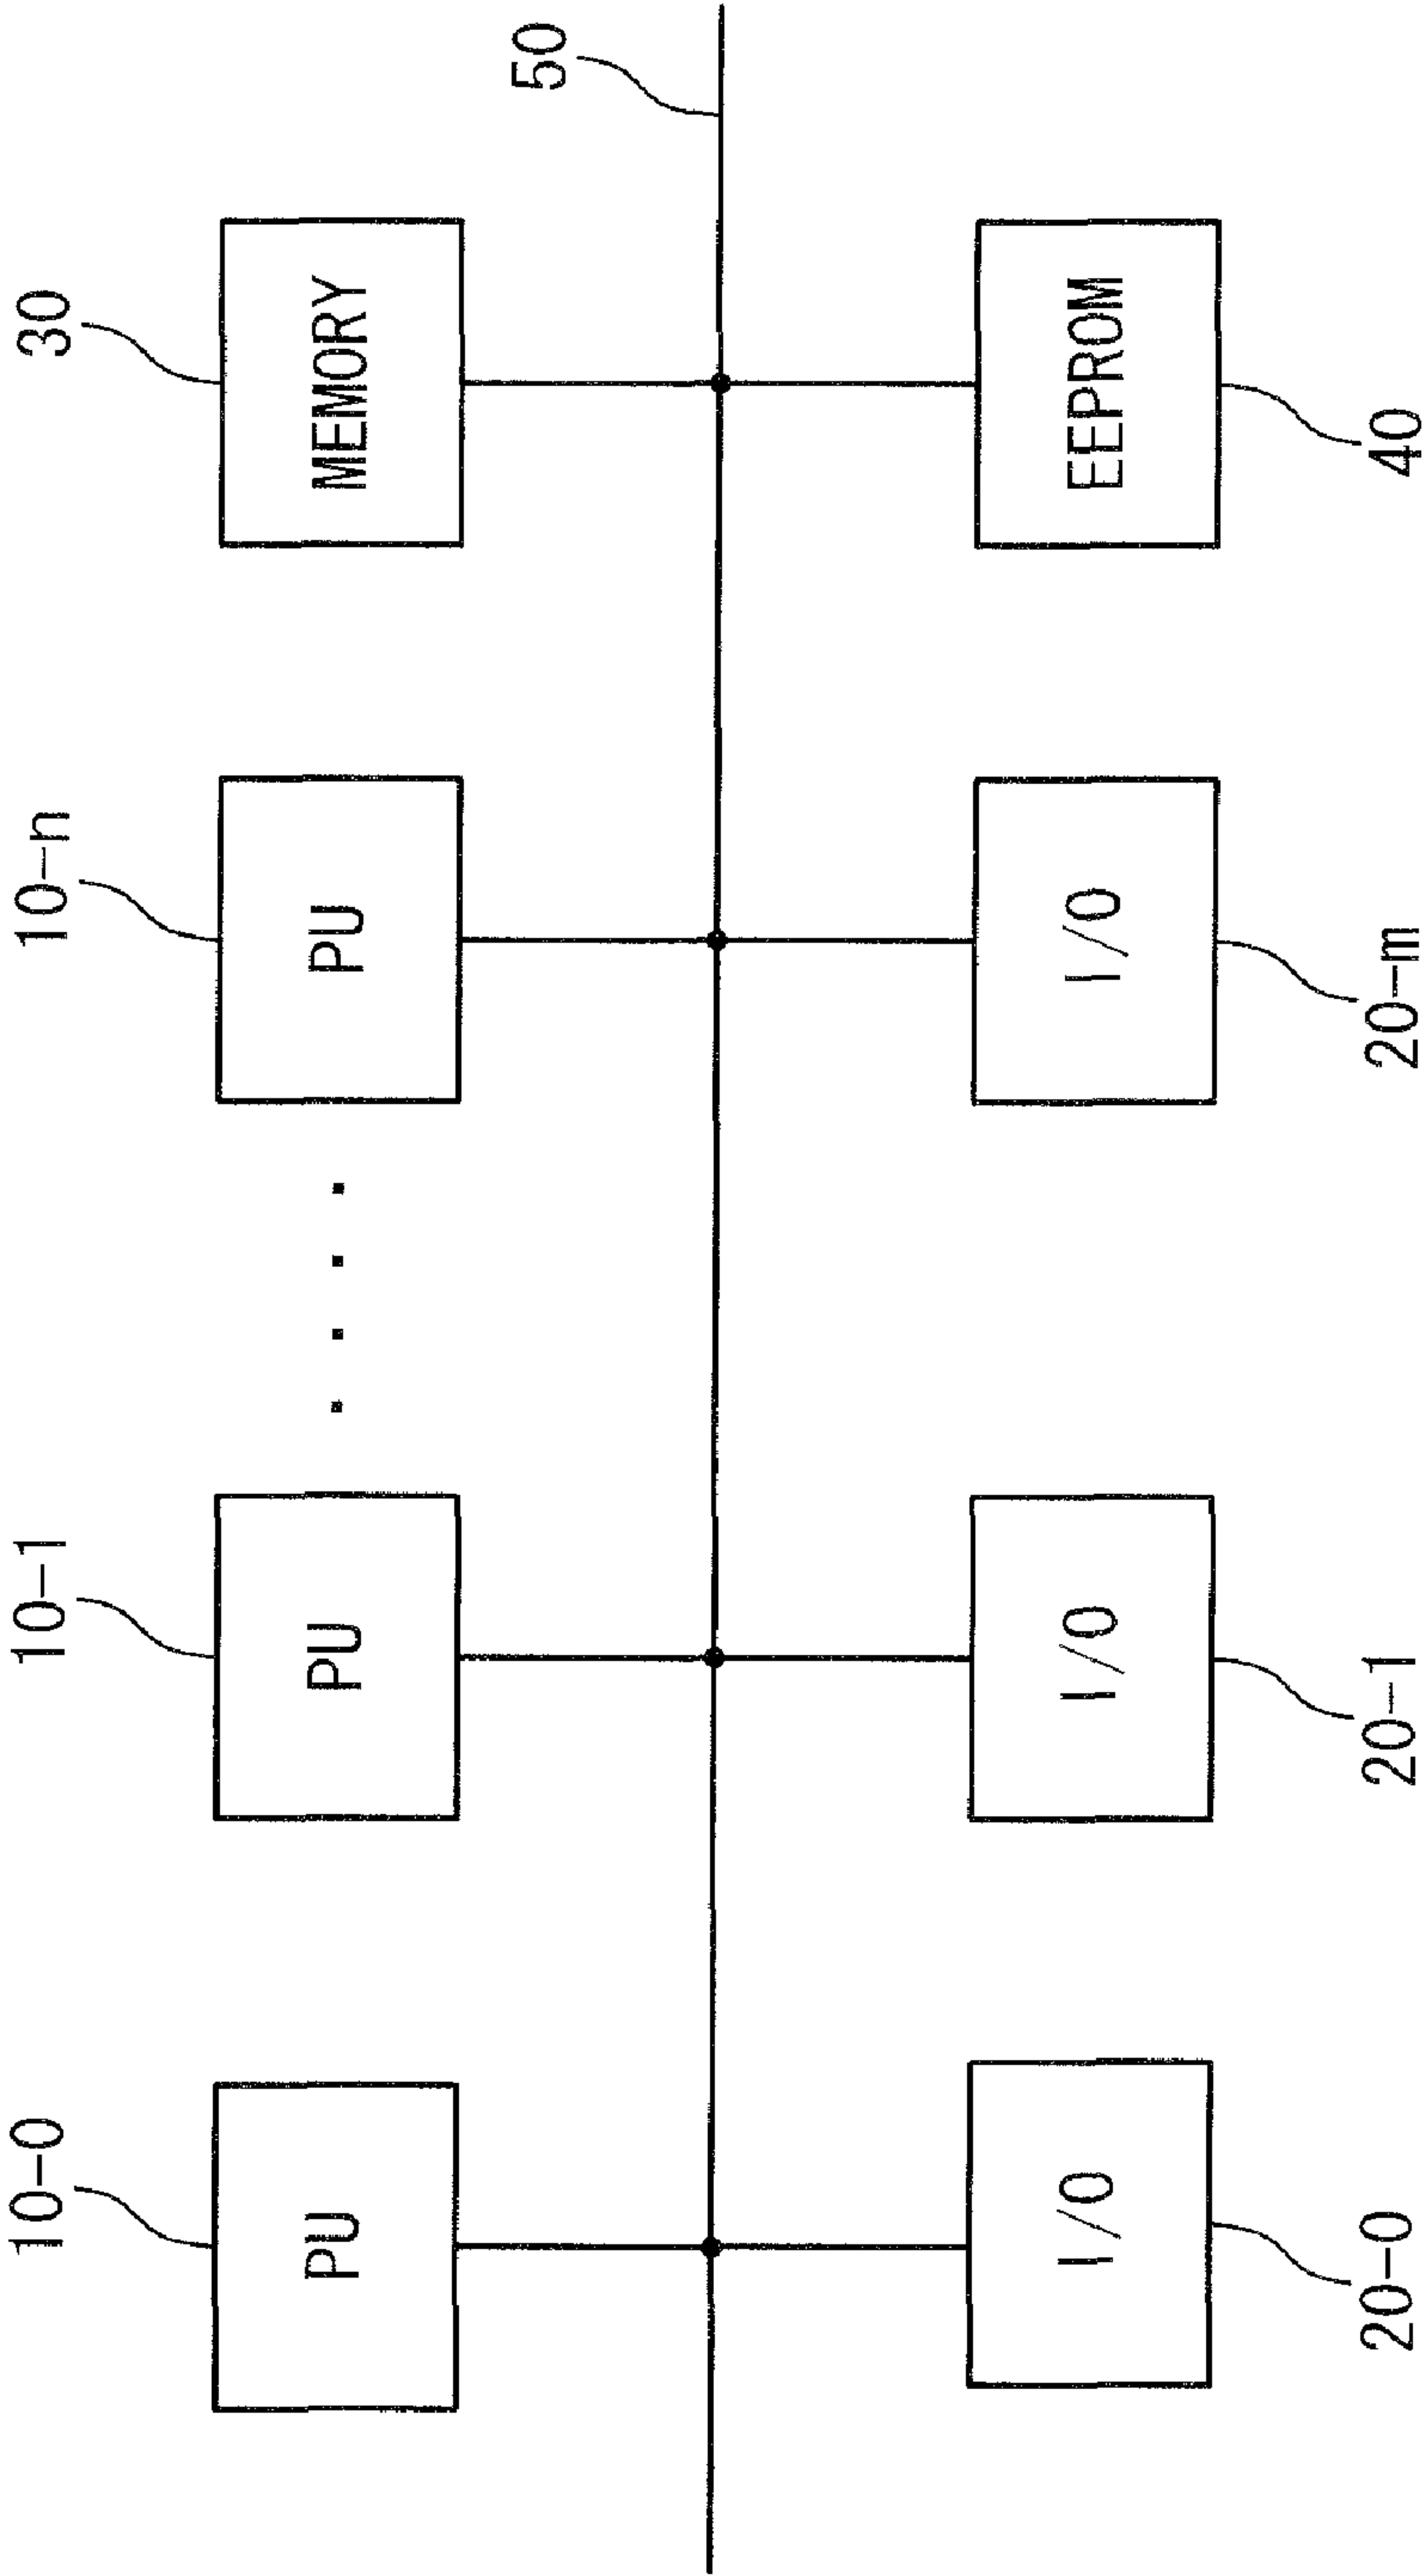 10-0
10-1
10-n
30
PU
PU
. . . .
PU
MEMORY
50
I/O
I/O
I/O
EEPROM
20-0
20-1
20-m
40